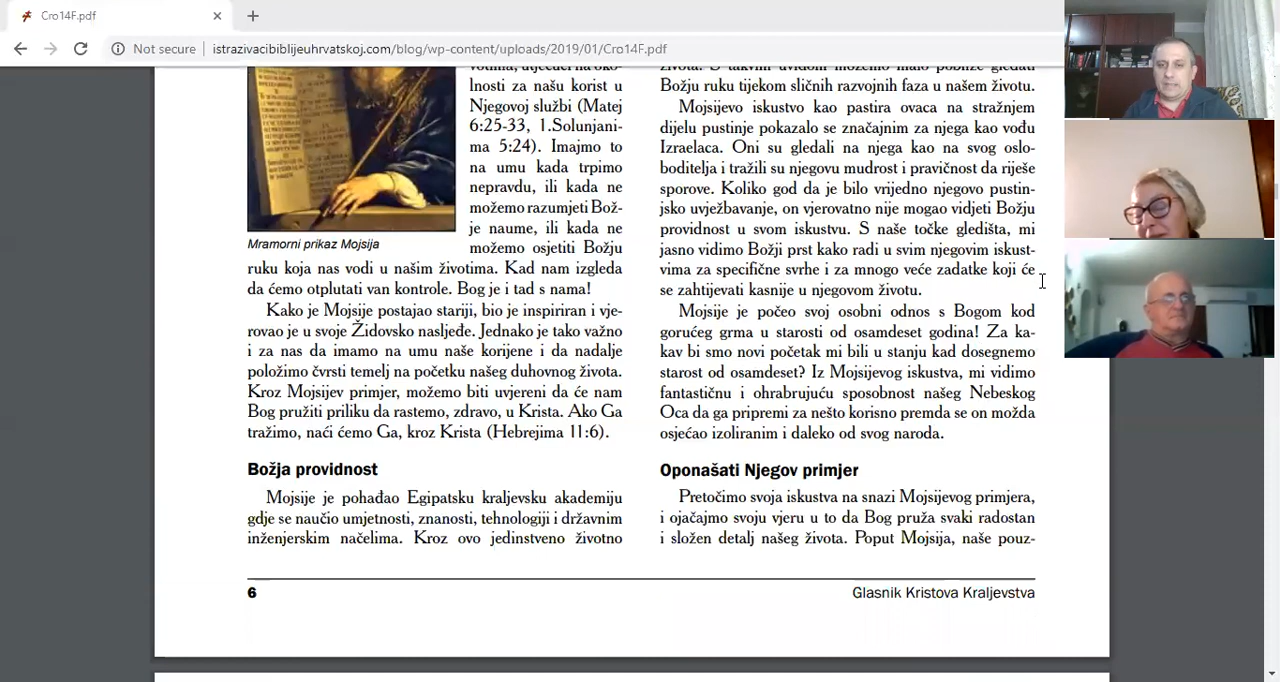 Cro14F.pdf
Not secure
istrazivacibiblijeuhrvatskoj.com/blog/wp-content/uploads/2019/01/Cro14F.pdf
nosti za našu korist u
Njegovoj službi (Matej
6:25-33, 1.Solunjani-
ma 5:24). Imajmo to
na umu kada trpimo
nepravdu, ili kada ne
možemo razumjeti Bož-
je naume, ili kada ne
možemo osjetiti Božju
Mramorni prikaz Mojsija
ruku koja nas vodi u našim životima. Kad nam izgleda
da ćemo otplutati van kontrole. Bog je i tad s nama!
Kako je Mojsije postajao stariji, bio je inspiriran i vje-
rovao je u svoje Židovsko nasljeđe. Jednako je tako važno
i za nas da imamo na umu naše korijene i da nadalje
položimo čvrsti temelj na početku našeg duhovnog života.
Kroz Mojsijev primjer, možemo biti uvjereni da će nam
Bog pružiti priliku da rastemo, zdravo, u Krista. Ako Ga
tražimo, naći ćemo Ga, kroz Krista (Hebrejima 11:6).
Božja providnost
Mojsije je pohađao Egipatsku kraljevsku akademiju
gdje se naučio umjetnosti, znanosti, tehnologiji i državnim
inženjerskim načelima. Kroz ovo jedinstveno životno
života. S takvim uvidom možemo malo pobliže gledati
Božju ruku tijekom sličnih razvojnih faza u našem životu.
Mojsijevo iskustvo kao pastira ovaca na stražnjem
dijelu pustinje pokazalo se značajnim za njega kao vođu
Izraelaca. Oni su gledali na njega kao na svog oslo-
boditelja i tražili su njegovu mudrost i pravičnost da riješe
sporove. Koliko god da je bilo vrijedno njegovo pustin-
jsko uvježbavanje, on vjerovatno nije mogao vidjeti Božju
providnost u svom iskustvu. S naše točke gledišta, mi
jasno vidimo Božji prst kako radi u svim njegovim iskust-
vima za specifične svrhe i za mnogo veće zadatke koji će
se zahtijevati kasnije u njegovom životu.
Mojsije je počeo svoj osobni odnos s Bogom kod
gorućeg grma u starosti od osamdeset godina! Za ka-
kav bi smo novi početak mi bili u stanju kad dosegnemo
starost od osamdeset? Iz Mojsijevog iskustva, mi vidimo
fantastičnu i ohrabrujuću sposobnost našeg Nebeskog
Oca da ga pripremi za nešto korisno premda se on možda
osjećao izoliranim i daleko od svog naroda.
Oponašati Njegov primjer
Pretočimo svoja iskustva na snazi Mojsijevog primjera,
i ojačajmo svoju vjeru u to da Bog pruža svaki radostan
i složen detalj našeg života. Poput Mojsija, naše pouz-
6
Glasnik Kristova Kraljevstva